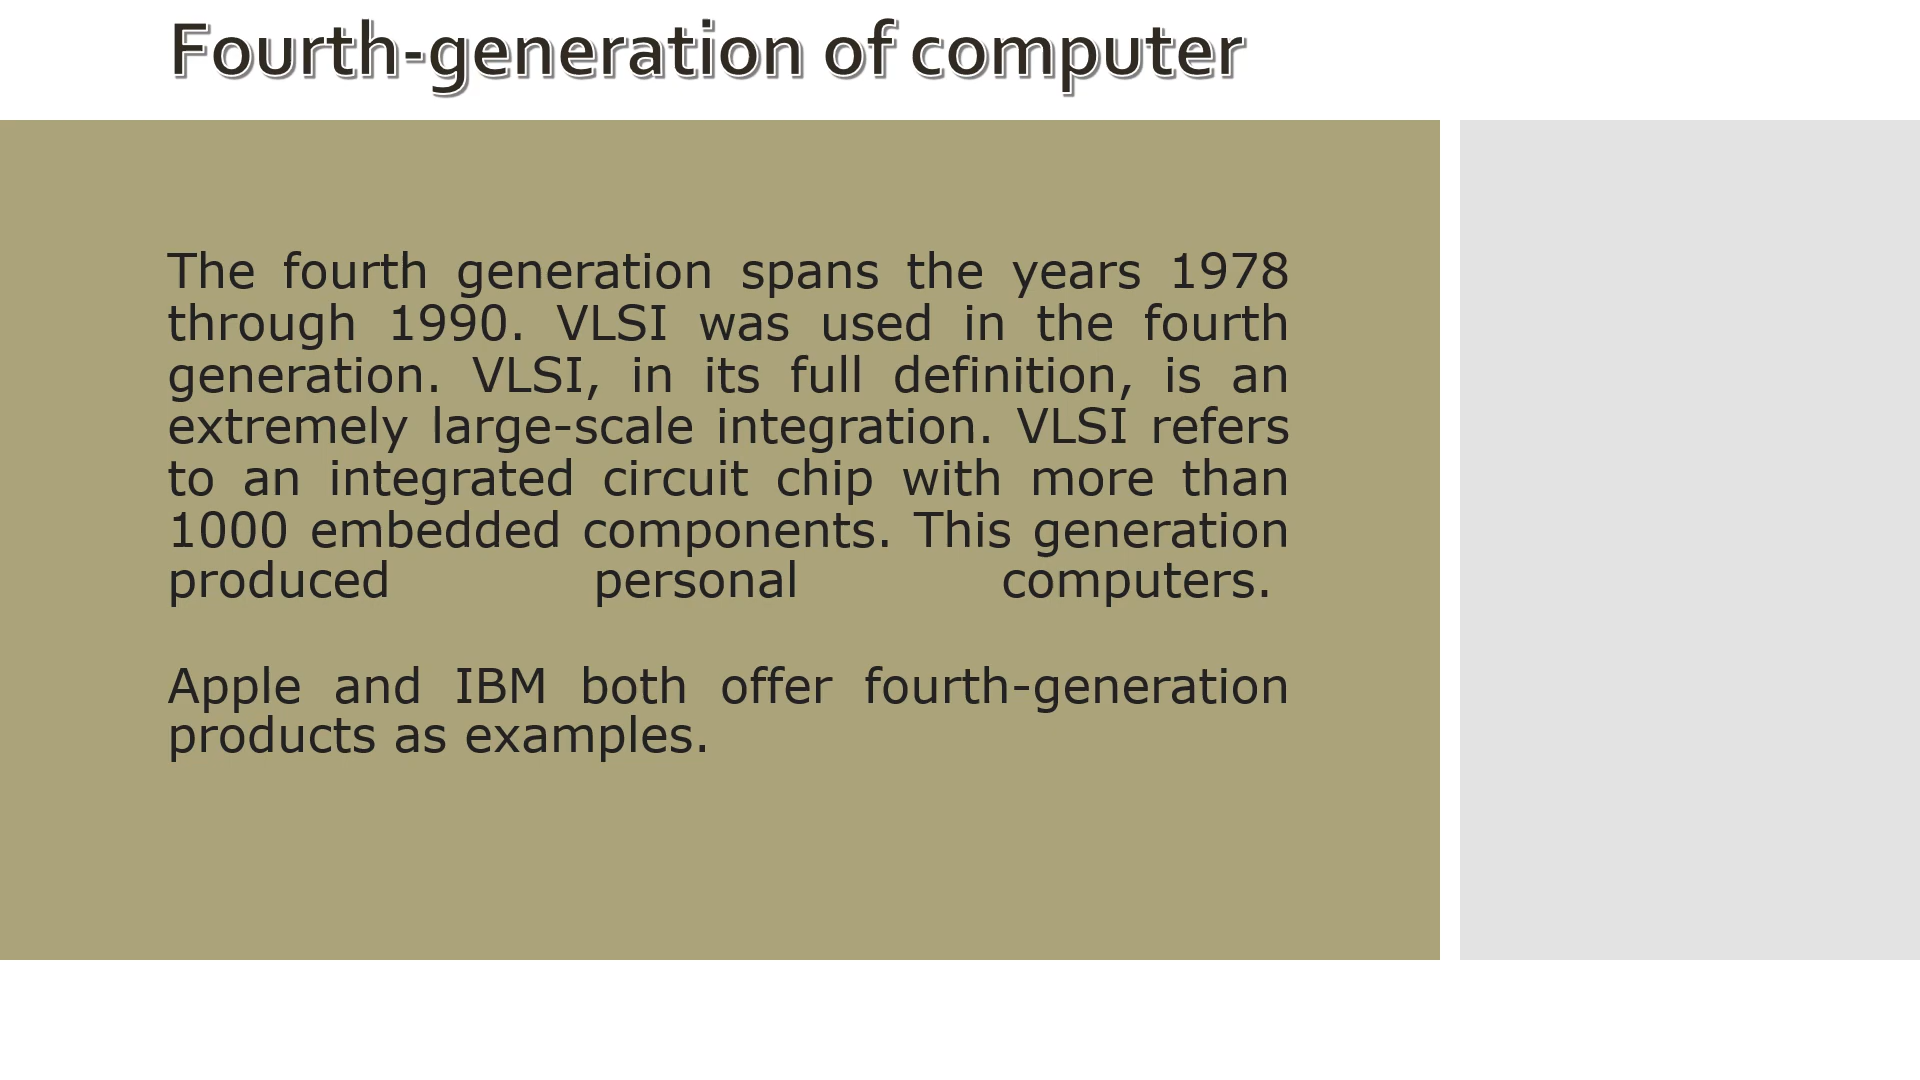 Fourth-generation of computer
The fourth generation spans the years 1978
through 1990. VLSI was used in the fourth
generation. VLSI, in its full definition, is an
extremely large-scale integration. VLSI refers
to an integrated circuit chip with more than
1000 embedded components. This generation
produced personal computers.
Apple and IBM both offer fourth-generation
products as examples.